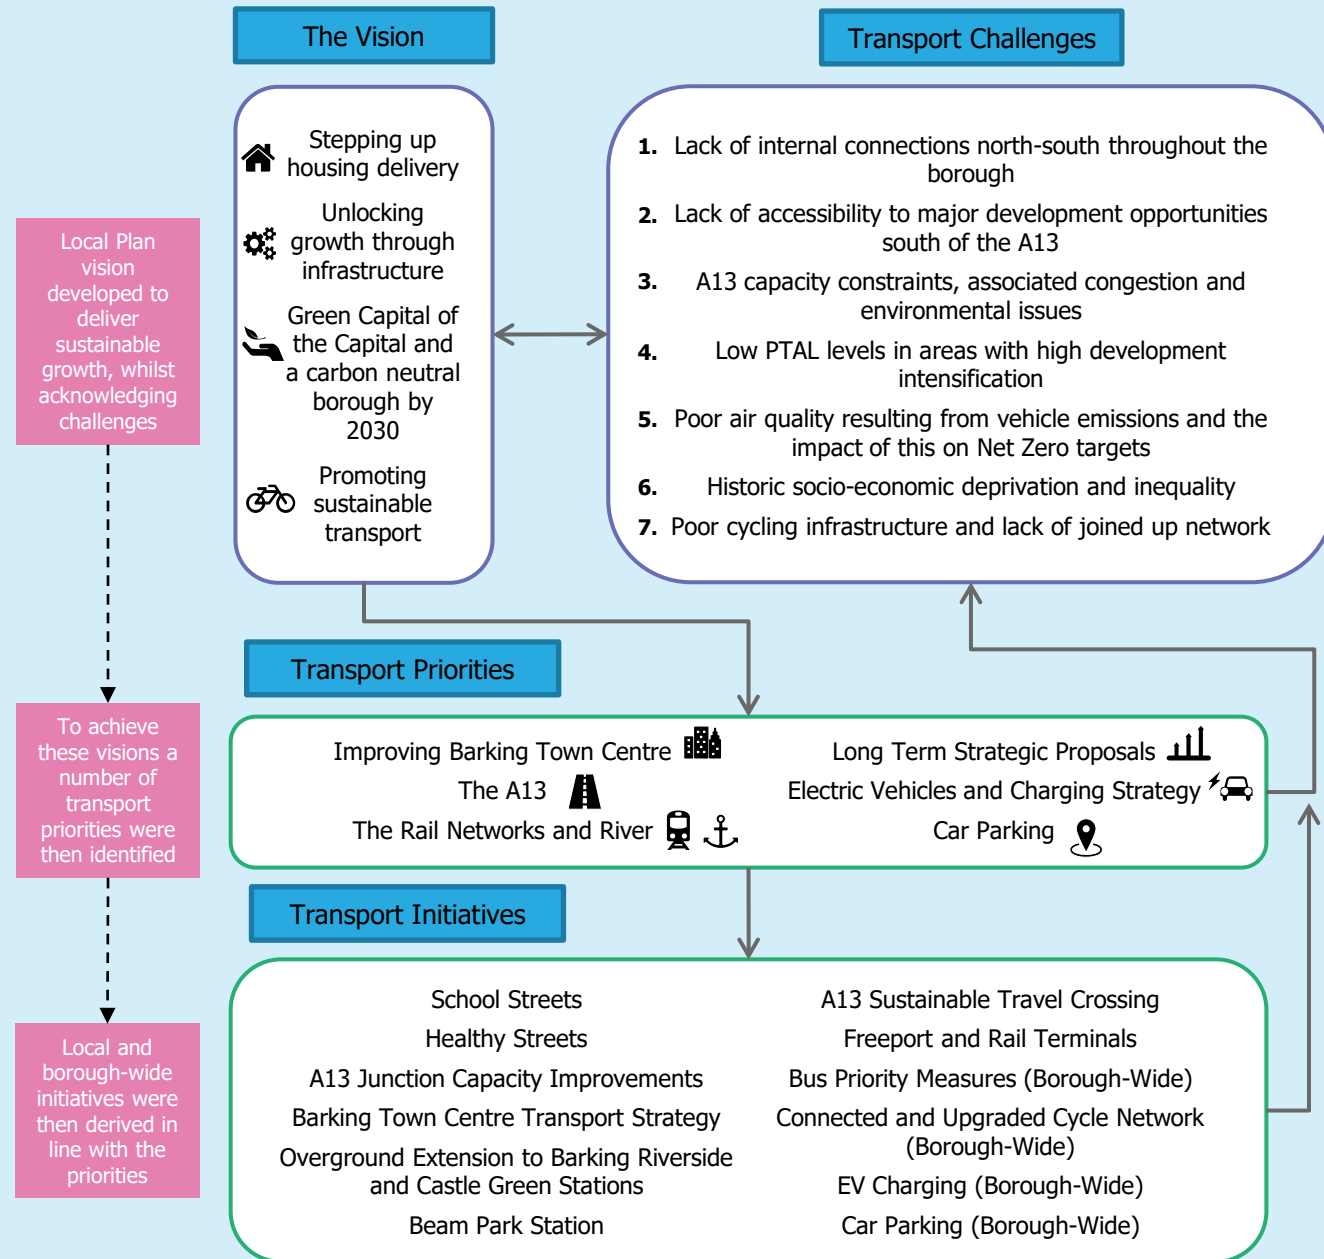 The Vision
Transport Challenges
Local Plan
vision
developed to
deliver
sustainable
growth, whilst
acknowledging
challenges
Stepping up
housing delivery
Unlocking
growth through
infrastructure
Green Capital of
the Capital and
a carbon neutral
borough by
2030
Promoting
sustainable
transport
1. Lack of internal connections north-south throughout the
borough
2. Lack of accessibility to major development opportunities
south of the A13
3. A13 capacity constraints, associated congestion and
environmental issues
4. Low PTAL levels in areas with high development
intensification
5. Poor air quality resulting from vehicle emissions and the
impact of this on Net Zero targets
6. Historic socio-economic deprivation and inequality
7. Poor cycling infrastructure and lack of joined up network
Transport Priorities
To achieve
these visions a
number of
transport
priorities were
then identified
Improving Barking Town Centre
The A13
The Rail Networks and River
Long Term Strategic Proposals
Electric Vehicles and Charging Strategy
Car Parking
Transport Initiatives
Local and
borough-wide
initiatives were
then derived in
line with the
priorities
School Streets
Healthy Streets
A13 Junction Capacity Improvements
Barking Town Centre Transport Strategy
Overground Extension to Barking Riverside
and Castle Green Stations
Beam Park Station
A13 Sustainable Travel Crossing
Freeport and Rail Terminals
Bus Priority Measures (Borough-Wide)
Connected and Upgraded Cycle Network
(Borough-Wide)
EV Charging (Borough-Wide)
Car Parking (Borough-Wide)